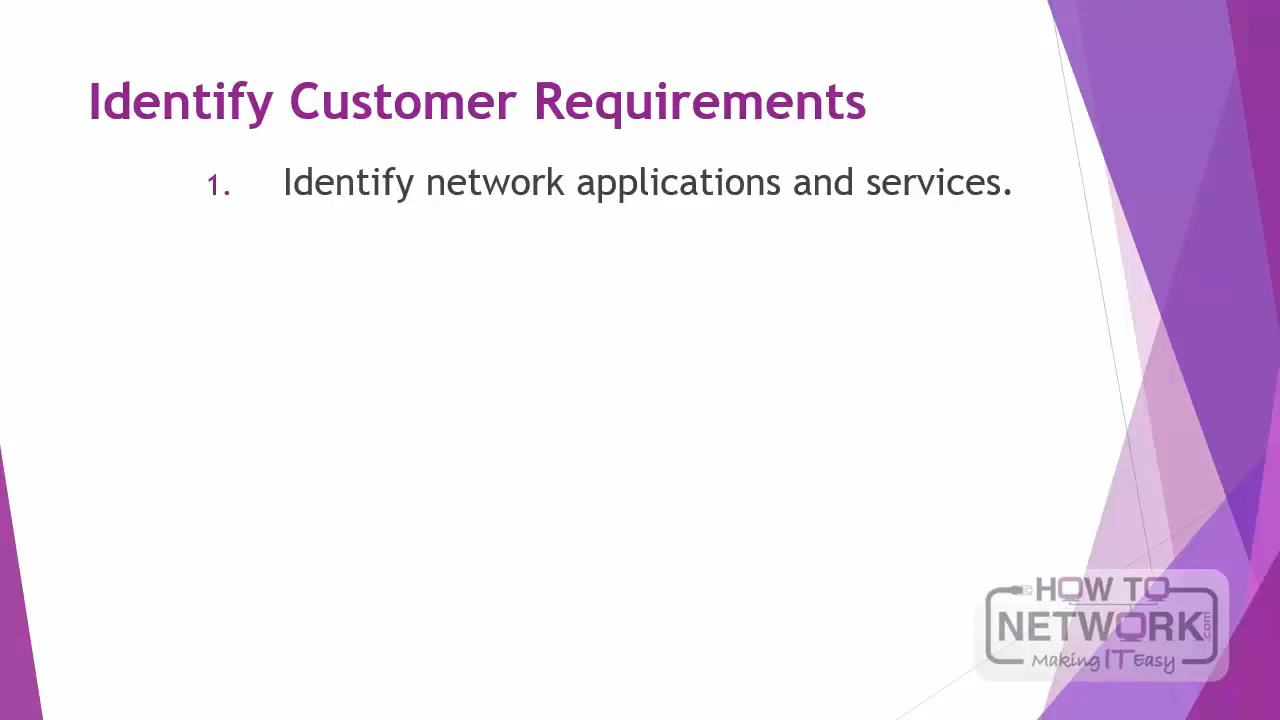 Identify Customer Requirements
1. Identify network applications and services.
HOW TO
NETWORK.com
Making IT Easy